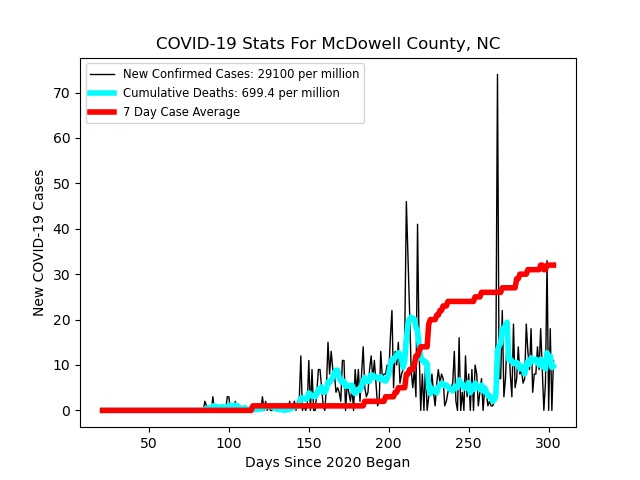 COVID-19 Stats For McDowell County, NC
New Confirmed Cases: 29100 per million
Cumulative Deaths: 699.4 per million
7 Day Case Average
New COVID-19 Cases
70
60
50
40
30
20
10
0
50 100 150 200 250 300
Days Since 2020 Began